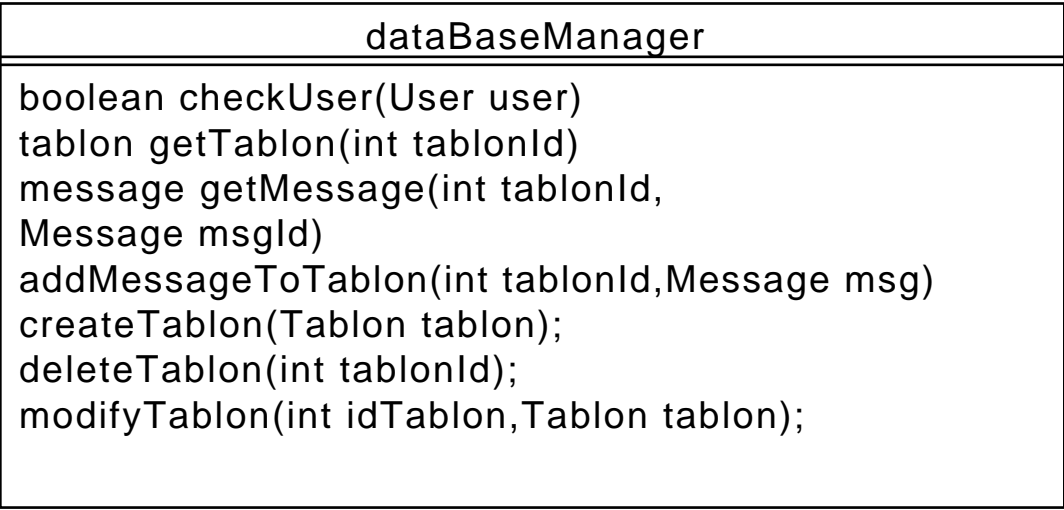 dataBaseManager
boolean checkUser(User user)
tablon getTablon(int tablonId)
message getMessage(int tablonId,
Message msgId)
addMessageToTablon(int tablonId,Message msg)
createTablon(Tablon tablon);
deleteTablon(int tablonId);
modifyTablon(int idTablon,Tablon tablon);